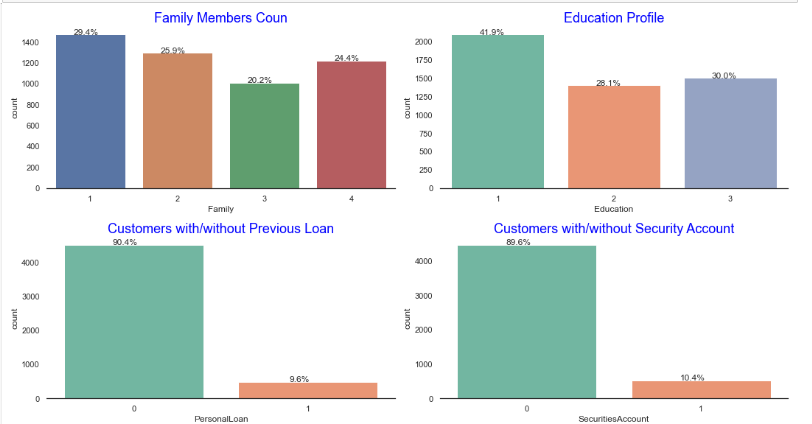 Family Members Coun
29.4%
25.9%
20.2%
24.4%
1400
1200
1000
800
600
400
200
0
count
1 2 3 4
Family
Education Profile
41.9%
28.1%
30.0%
2000
1750
1500
1250
1000
750
500
250
0
count
1 2 3
Education
Customers with/without Previous Loan
90.4%
9.6%
4000
3000
2000
1000
0
count
0 1
PersonalLoan
Customers with/without Security Account
89.6%
10.4%
4000
3000
2000
1000
0
count
0 1
SecuritiesAccount